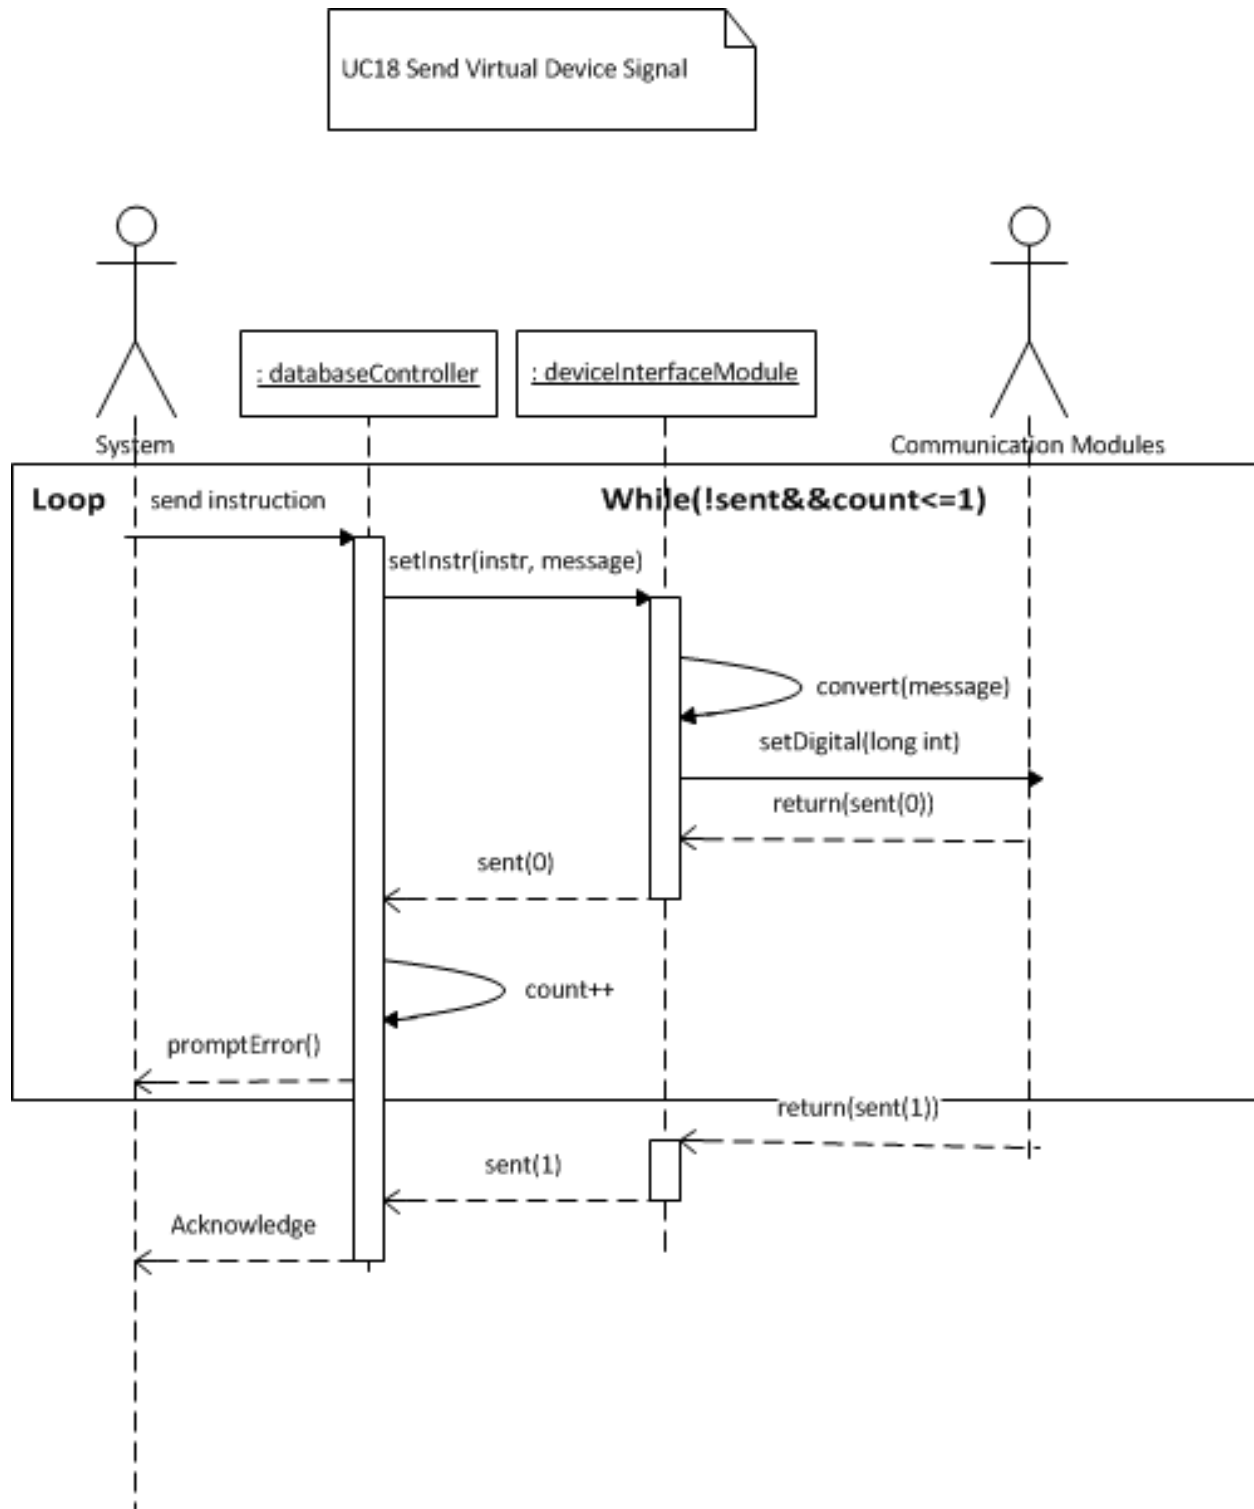 UC18 Send Virtual Device Signal
: databaseController
: deviceInterfaceModule
System
Communication Modules
Loop
send instruction
While(!sent&&count<=1)
setInstr(instr, message)
convert(message)
setDigital(long int)
return(sent(0))
sent(0)
count++
promptError()
return(sent(1))
sent(1)
Acknowledge